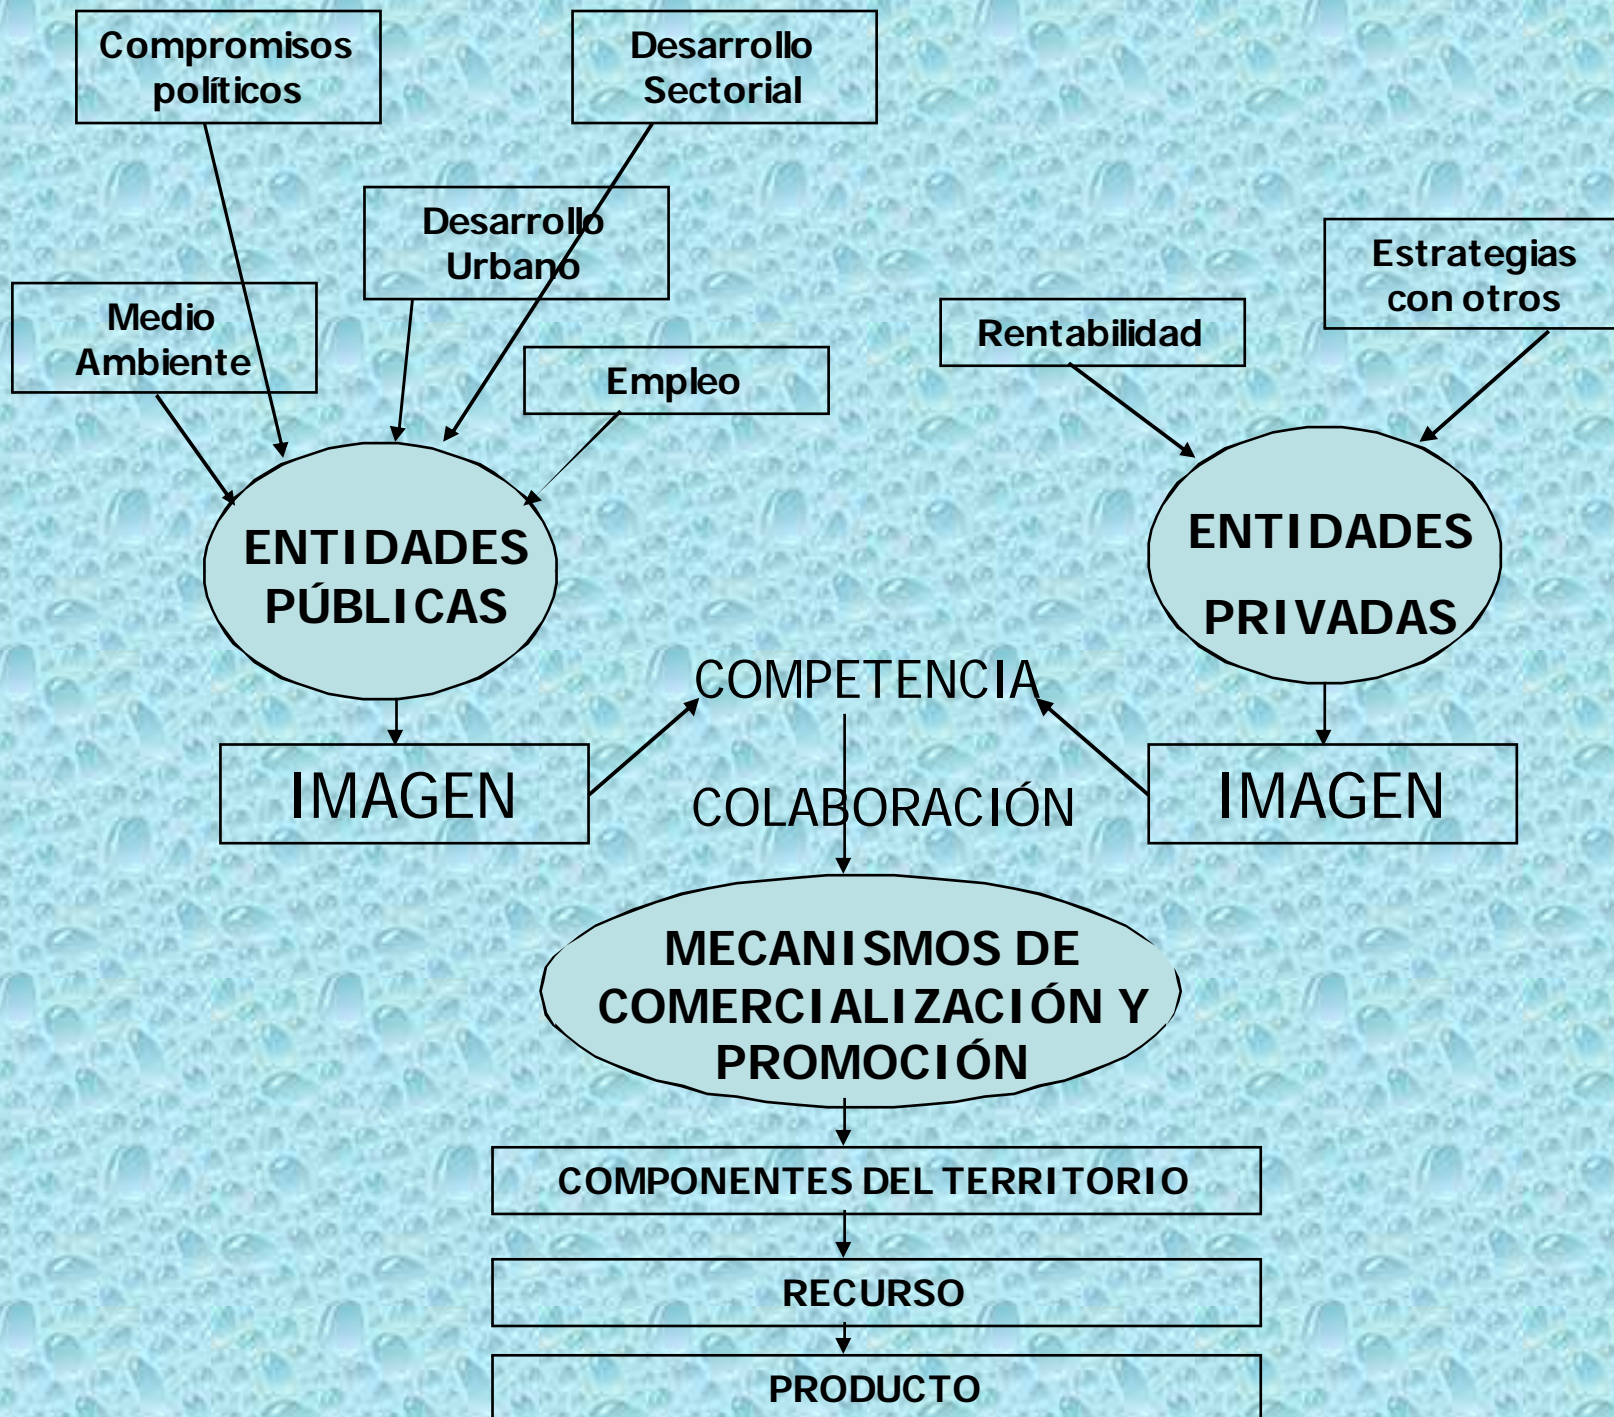 Compromisos
políticos
Desarrollo
Sectorial
Desarrollo
Urbano
Medio
Ambiente
Empleo
Rentabilidad
Estrategias
con otros
ENTIDADES
PÚBLICAS
ENTIDADES
PRIVADAS
COMPETENCIA
IMAGEN
COLABORACIÓN
IMAGEN
MECANISMOS DE
COMERCIALIZACIÓN Y
PROMOCIÓN
COMPONENTES DEL TERRITORIO
RECURSO
PRODUCTO